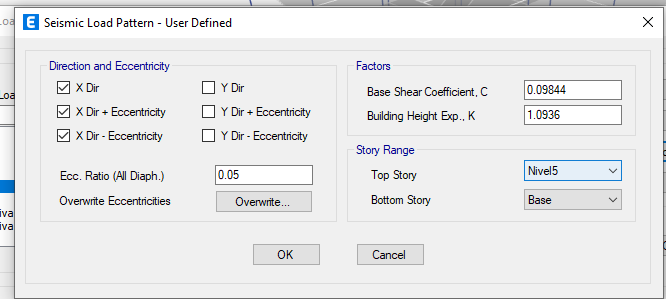 E Seismic Load Pattern - User Defined
Direction and Eccentricity
X Dir
Y Dir
X Dir + Eccentricity
Y Dir + Eccentricity
X Dir - Eccentricity
Y Dir - Eccentricity
Ecc. Ratio (All Diaph.)
0.05
Overwrite Eccentricities
Overwrite...
Factors
Base Shear Coefficient, C
0.09844
Building Height Exp., K
1.0936
Story Range
Top Story
Nivel5
Bottom Story
Base
OK
Cancel